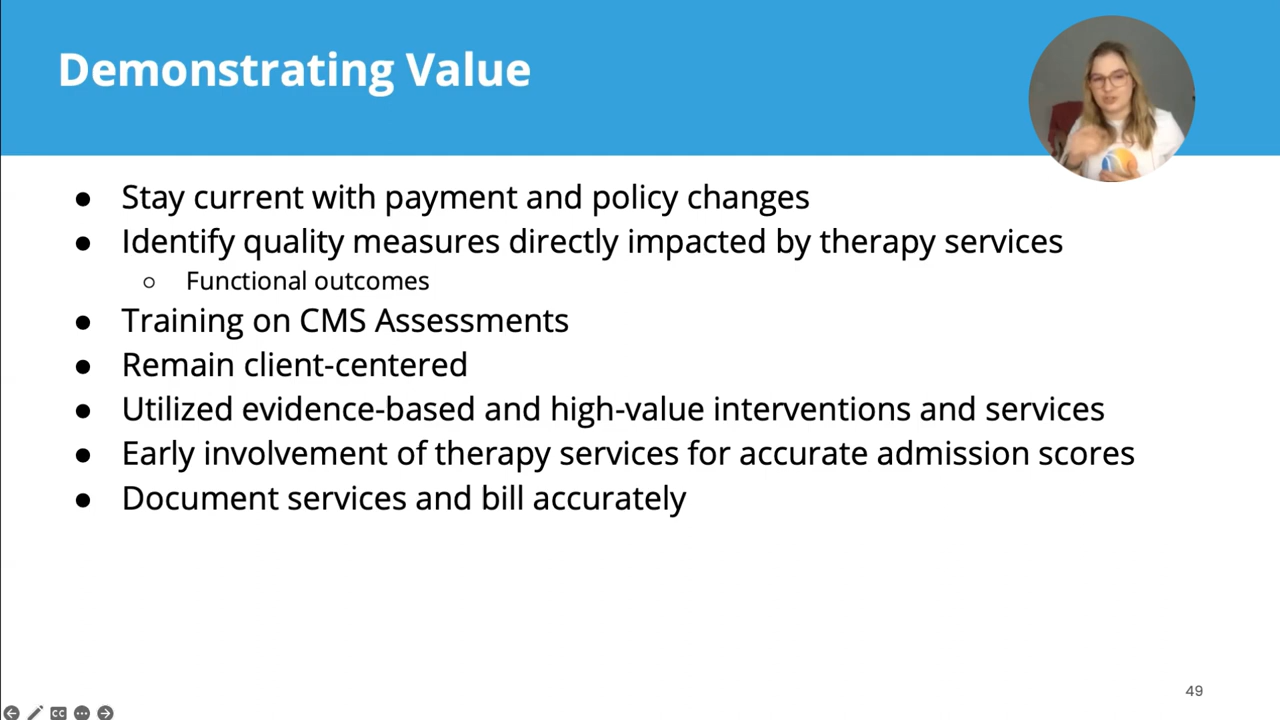 Demonstrating Value
● Stay current with payment and policy changes
● Identify quality measures directly impacted by therapy services
○ Functional outcomes
● Training on CMS Assessments
● Remain client-centered
● Utilized evidence-based and high-value interventions and services
● Early involvement of therapy services for accurate admission scores
● Document services and bill accurately
49
CC